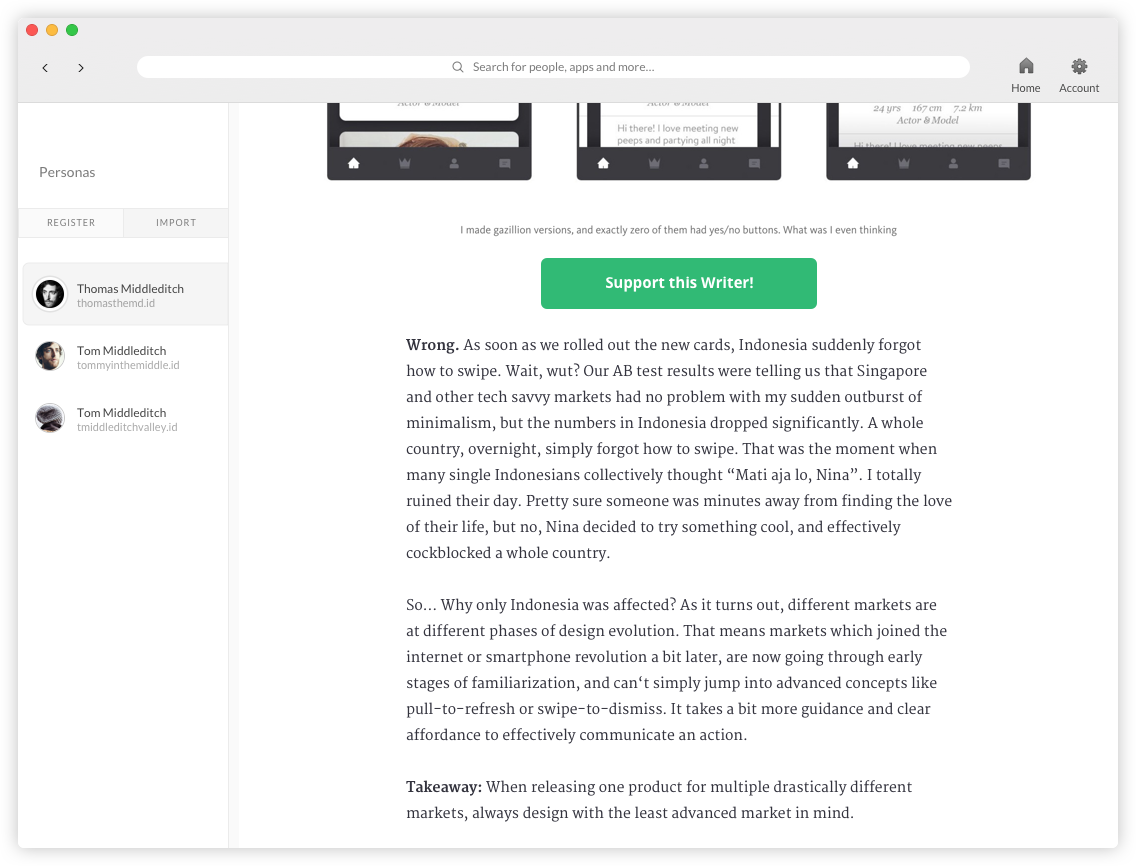 Search for people, apps and more...
Home
Account
Personas
REGISTER
IMPORT
Thomas Middleditch
thomasthemd.id
Tom Middleditch
tommyinthemiddle.id
Tom Middleditch
tmiddleditchvalley.id
Actor & Model
Actor & Model
Hi there! I love meeting new
peeps and partying all night
24 yrs 167 cm 7.2 km
Actor & Model
Hi there! I love meeting new peeps
I made gazillion versions, and exactly zero of them had yes/no buttons. What was I even thinking
Support this Writer!
Wrong. As soon as we rolled out the new cards, Indonesia suddenly forgot
how to swipe. Wait, wut? Our AB test results were telling us that Singapore
and other tech savvy markets had no problem with my sudden outburst of
minimalism, but the numbers in Indonesia dropped significantly. A whole
country, overnight, simply forgot how to swipe. That was the moment when
many single Indonesians collectively thought “Mati aja lo, Nina”. I totally
ruined their day. Pretty sure someone was minutes away from finding the love
of their life, but no, Nina decided to try something cool, and effectively
cockblocked a whole country.
So… Why only Indonesia was affected? As it turns out, different markets are
at different phases of design evolution. That means markets which joined the
internet or smartphone revolution a bit later, are now going through early
stages of familiarization, and can‘t simply jump into advanced concepts like
pull-to-refresh or swipe-to-dismiss. It takes a bit more guidance and clear
affordance to effectively communicate an action.
Takeaway: When releasing one product for multiple drastically different
markets, always design with the least advanced market in mind.